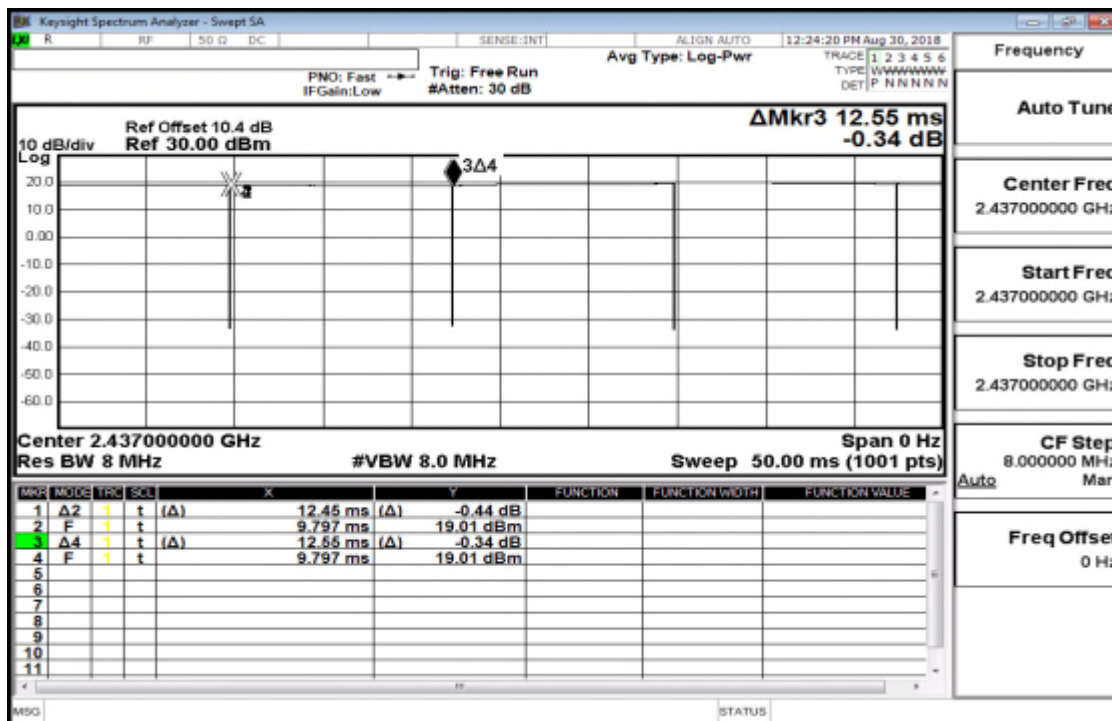 Keysight Spectrum Analyzer - Swept SA
R RF 50 Ω DC SENSE:INT ALIGN AUTO 12:24:20 PM Aug 30, 2018
PNO: Fast
IFGain:Low
Trig: Free Run
#Atten: 30 dB
Avg Type: Log-Pwr
TRACE 1 2 3 4 5 6
TYPE WWWWWW
DET P N N N N N
Ref Offset 10.4 dB
10 dB/div Ref 30.00 dBm
ΔMkr3 12.55 ms
-0.34 dB
Log
3Δ4
20.0
10.0
0.00
-10.0
-20.0
-30.0
-40.0
-50.0
-60.0
Center 2.437000000 GHz Span 0 Hz
Res BW 8 MHz #VBW 8.0 MHz Sweep 50.00 ms (1001 pts)
MKR MODE TRC SCL X Y FUNCTION FUNCTION WIDTH FUNCTION VALUE
1 Δ2 1 t (Δ) 12.45 ms (Δ) -0.44 dB
2 F 1 t 9.797 ms 19.01 dBm
3 Δ4 1 t (Δ) 12.55 ms (Δ) -0.34 dB
4 F 1 t 9.797 ms 19.01 dBm
5
6
7
8
9
10
11
MSG STATUS
Frequency
Auto Tune
Center Freq
2.437000000 GHz
Start Freq
2.437000000 GHz
Stop Freq
2.437000000 GHz
CF Step
8.000000 MHz
Auto Man
Freq Offset
0 Hz